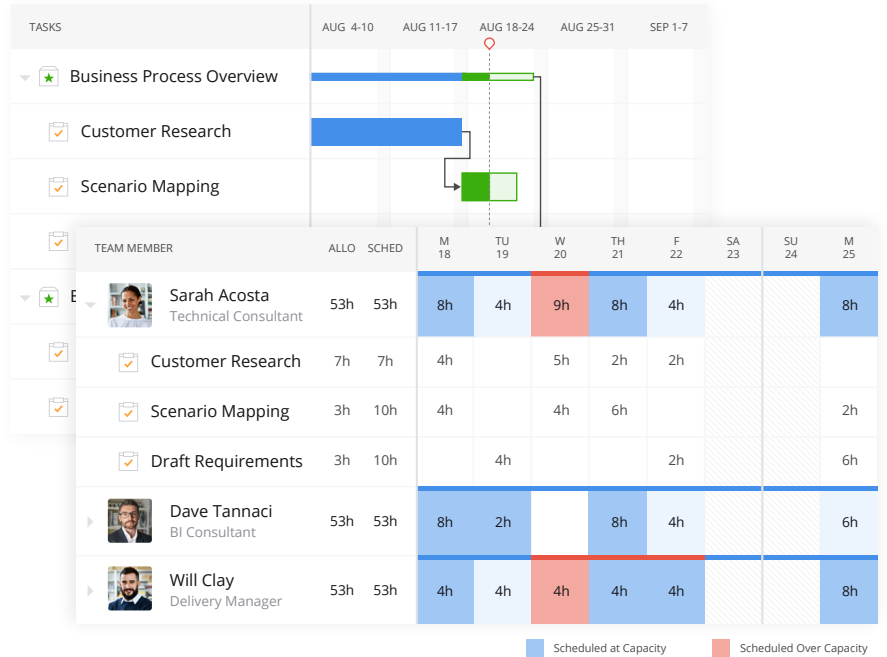 TASKS AUG 4-10 AUG 11-17 AUG 18-24 AUG 25-31 SEP 1-7
Business Process Overview
Customer Research
Scenario Mapping
TEAM MEMBER ALLO SCHED M 18 TU 19 W 20 TH 21 F 22 SA 23 SU 24 M 25
Sarah Acosta 53h 53h 8h 4h 9h 8h 4h 8h
Technical Consultant
Customer Research 7h 7h 4h 5h 2h 2h
Scenario Mapping 3h 10h 4h 4h 6h 2h
Draft Requirements 3h 10h 4h 2h 6h
Dave Tannaci 53h 53h 8h 2h 8h 4h 6h
BI Consultant
Will Clay 53h 53h 4h 4h 4h 4h 4h 8h
Delivery Manager
Scheduled at Capacity Scheduled Over Capacity